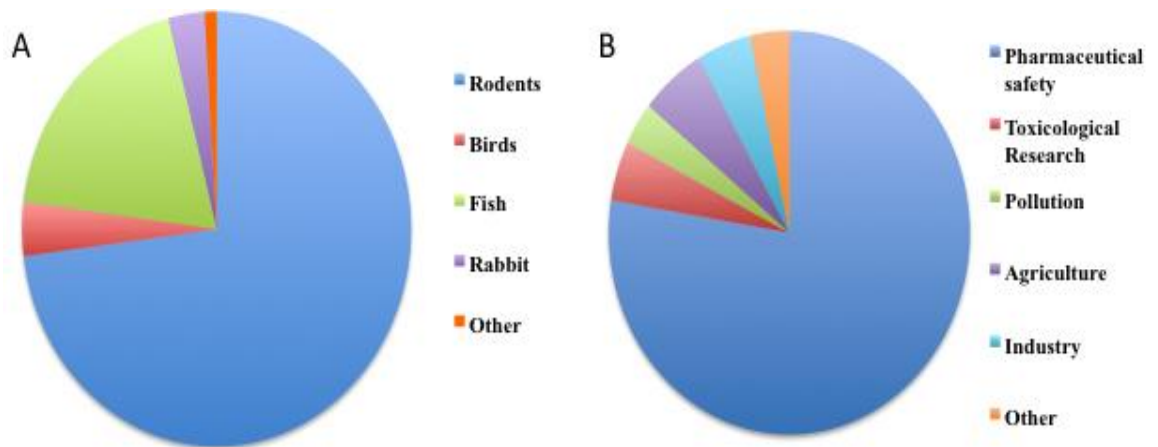 A
Rodents
Birds
Fish
Rabbit
Other
B
Pharmaceutical
safety
Toxicological
Research
Pollution
Agriculture
Industry
Other